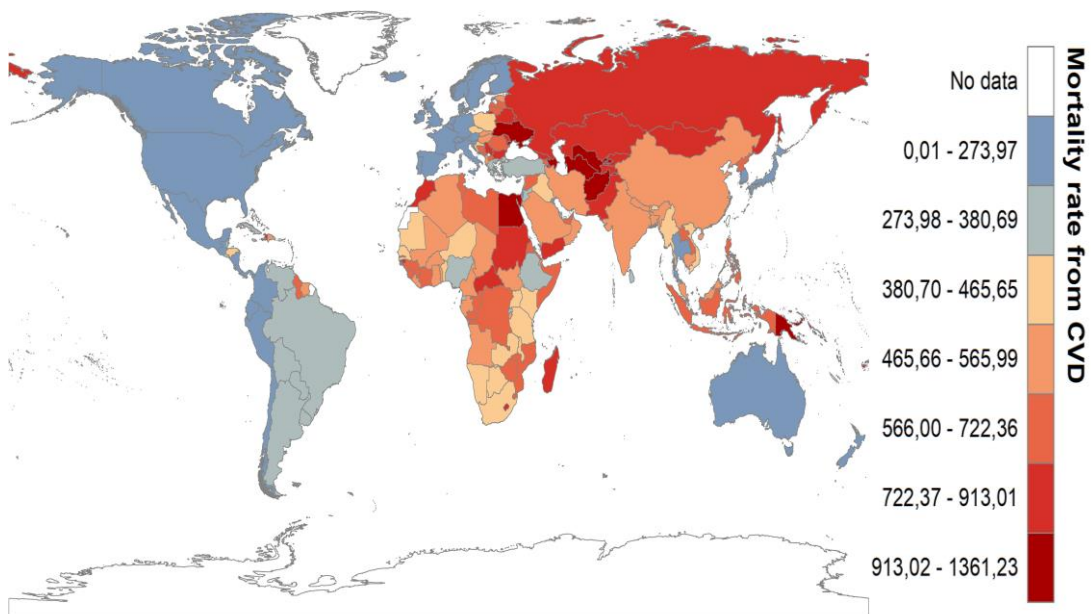 No data
0,01 - 273,97
273,98 - 380,69
380,70 - 465,65
465,66 - 565,99
566,00 - 722,36
722,37 - 913,01
913,02 - 1361,23
Mortality rate from CVD